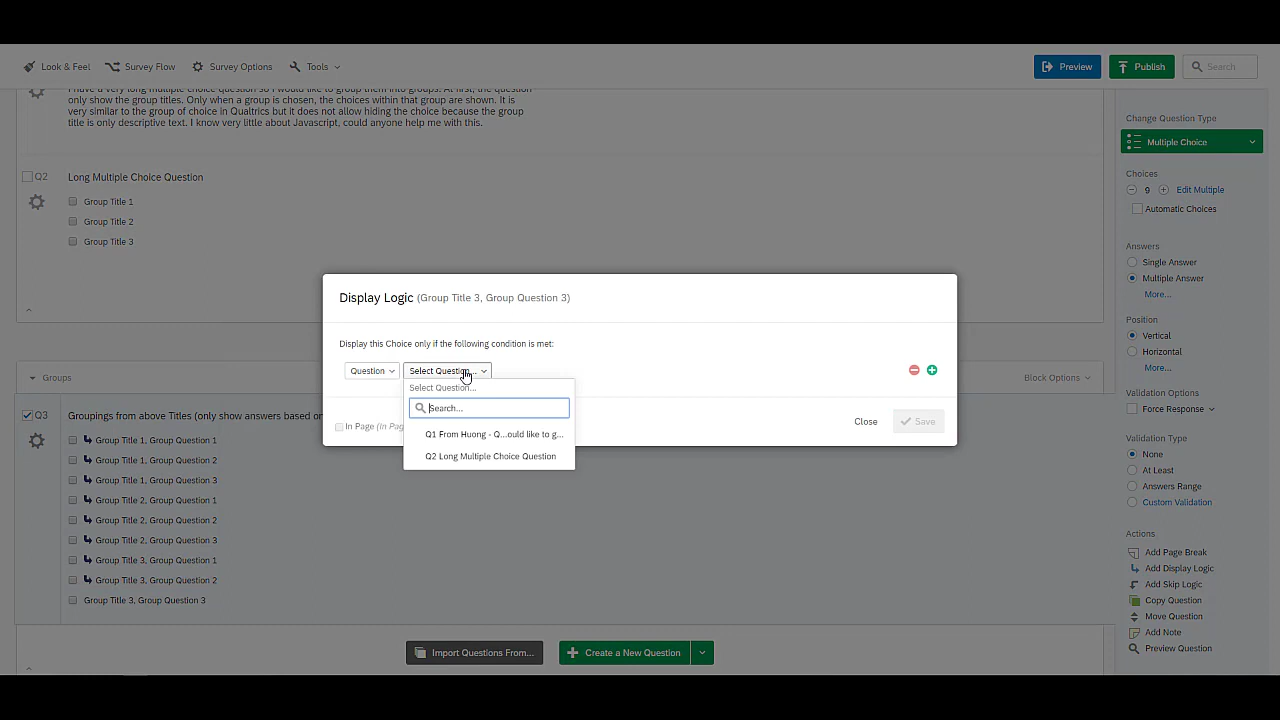 Look & Feel
Survey Flow
Survey Options
Tools
Preview
Publish
Search
I have a very long multiple choice question so I would like to group them into groups. At first, the question
only show the group titles. Only when a group is chosen, the choices within that group are shown. It is
very similar to the group of choice in Qualtrics but it does not allow hiding the choice because the group
title is only descriptive text. I know very little about Javascript, could anyone help me with this.
Q2
Long Multiple Choice Question
Group Title 1
Group Title 2
Group Title 3
Groups
Block Options
Q3
Groupings from above Titles (only show answers based on
Group Title 1, Group Question 1
Group Title 1, Group Question 2
Group Title 1, Group Question 3
Group Title 2, Group Question 1
Group Title 2, Group Question 2
Group Title 2, Group Question 3
Group Title 3, Group Question 1
Group Title 3, Group Question 2
Group Title 3, Group Question 3
Import Questions From...
Create a New Question
Display Logic (Group Title 3, Group Question 3)
Display this Choice only if the following condition is met:
Question
Select Question...
Select Question...
Search...
Q1 From Huong - Q...ould like to g...
Q2 Long Multiple Choice Question
In Page (In Pag
Close
Save
Change Question Type
Multiple Choice
Choices
9
Edit Multiple
Automatic Choices
Answers
Single Answer
Multiple Answer
More...
Position
Vertical
Horizontal
More...
Validation Options
Force Response
Validation Type
None
At Least
Answers Range
Custom Validation
Actions
Add Page Break
Add Display Logic
Add Skip Logic
Copy Question
Move Question
Add Note
Preview Question